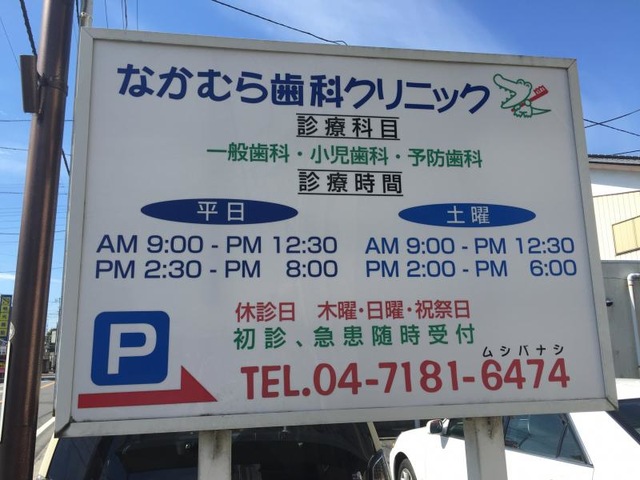 なかむら歯科クリニック
診療科目
一般歯科・小児歯科・予防歯科
診療時間
平日
AM 9:00 - PM 12:30
PM 2:30 - PM 8:00
土曜
AM 9:00 - PM 12:30
PM 2:00 - PM 6:00
休診日 木曜・日曜・祝祭日
初診、急患随時受付
P
ムシバナシ
TEL.04-7181-6474